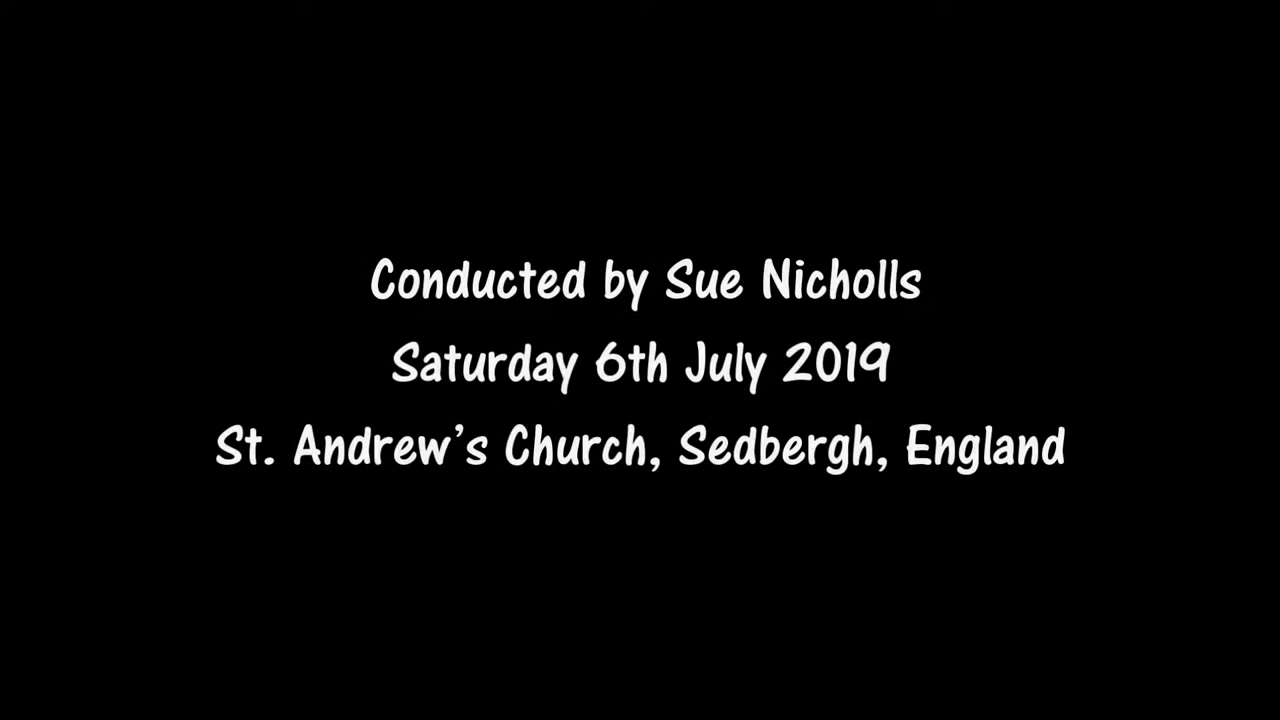 Conducted by Sue Nicholls
Saturday 6th July 2019
St. Andrew's Church, Sedbergh, England